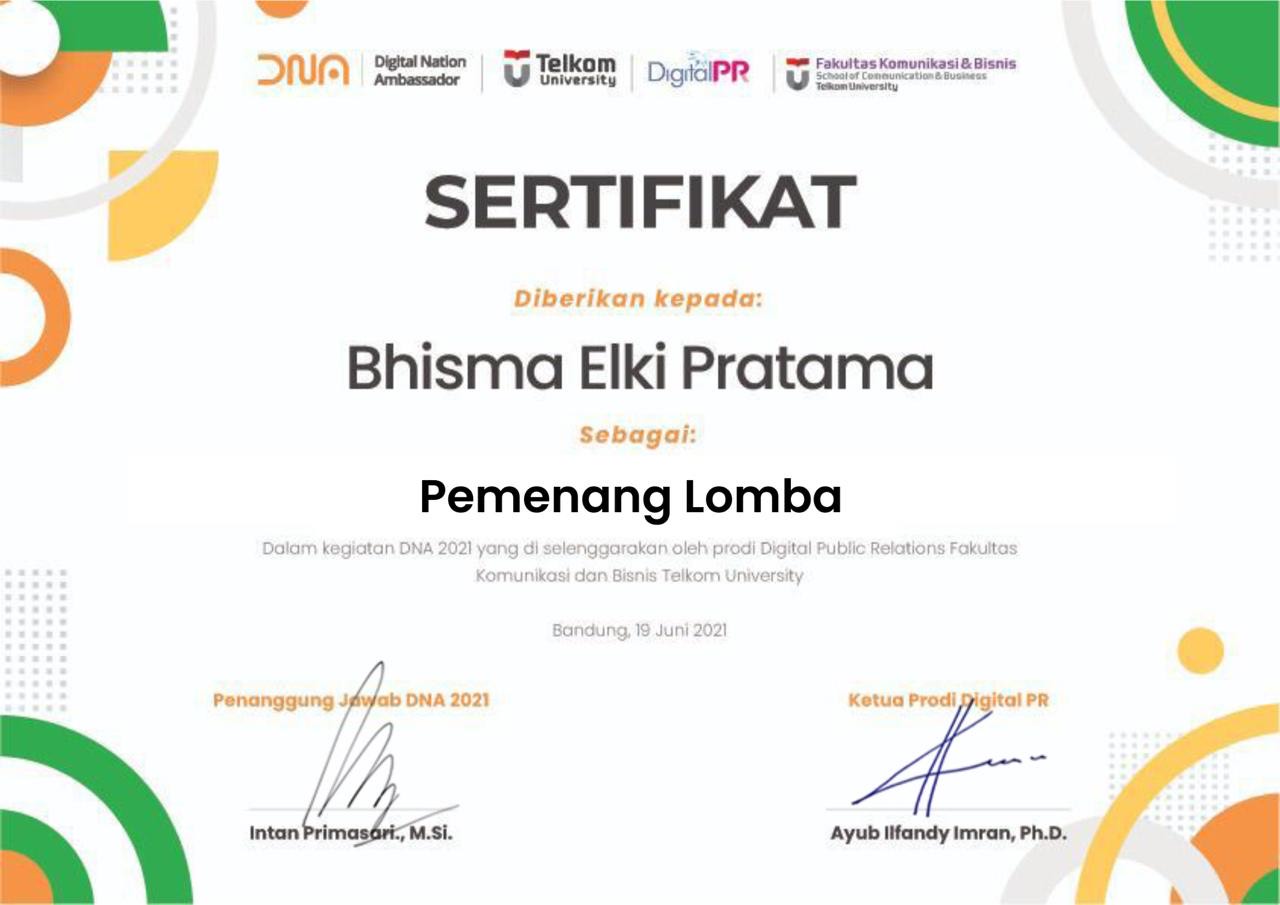 DNA Digital Nation Ambassador
Telkom University
DigitalPR
Fakultas Komunikasi & Bisnis
School of Communication & Business
Telkom University
SERTIFIKAT
Diberikan kepada:
Bhisma Elki Pratama
Sebagai:
Pemenang Lomba
Dalam kegiatan DNA 2021 yang di selenggarakan oleh prodi Digital Public Relations Fakultas
Komunikasi dan Bisnis Telkom University
Bandung, 19 Juni 2021
Penanggung Jawab DNA 2021
Intan Primasari., M.Si.
Ketua Prodi Digital PR
Ayub Ilfandy Imran, Ph.D.